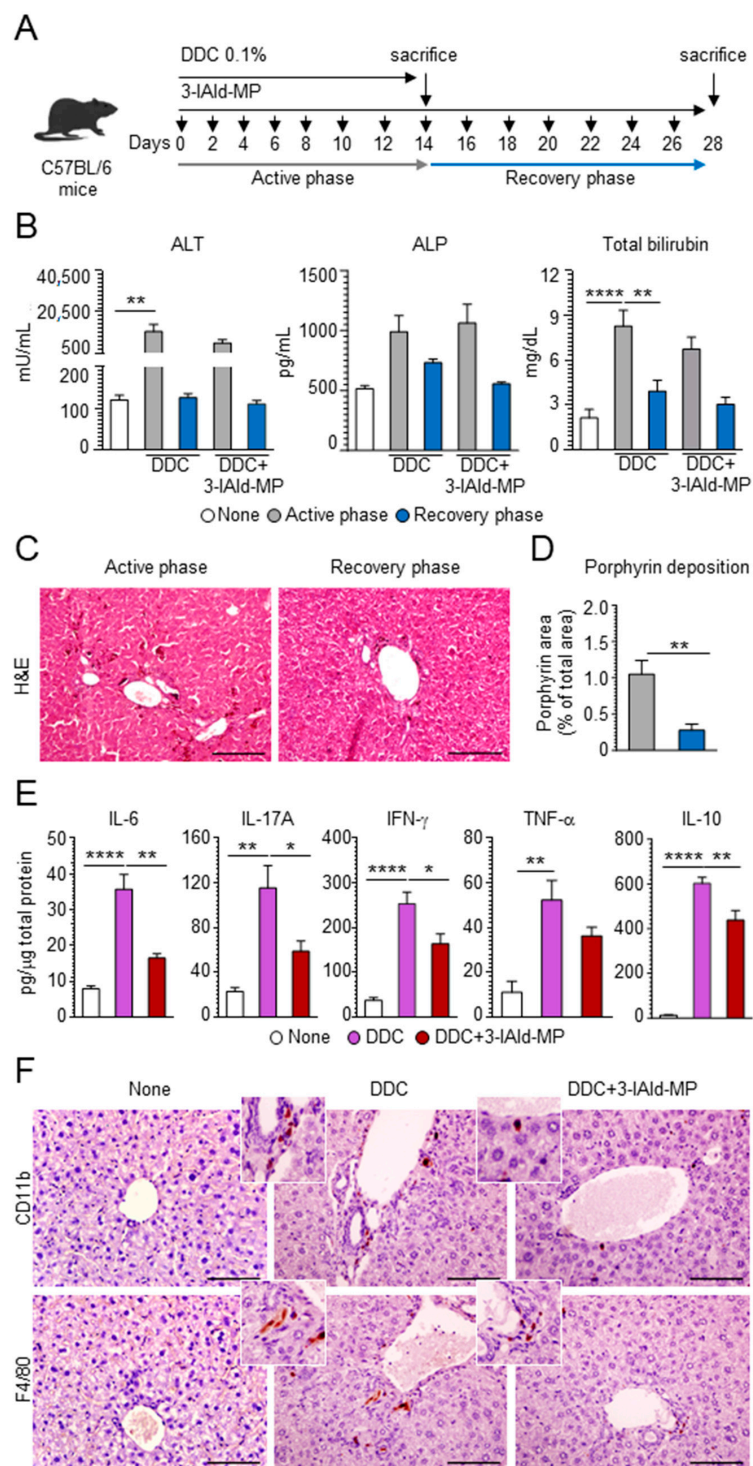 A
DDC 0.1%
sacrifice
sacrifice
3-IAld-MP
C57BL/6
mice
Days 0 2 4 6 8 10 12 14 16 18 20 22 24 26 28
Active phase
Recovery phase
B
ALT
ALP
Total bilirubin
mU/mL
40,500
20,500
500
200
100
0
**
DDC
DDC+
3-IAld-MP
pg/mL
1500
1000
500
0
DDC
DDC+
3-IAld-MP
mg/dL
12
9
6
3
0
**** **
DDC
DDC+
3-IAld-MP
None Active phase Recovery phase
C
Active phase
Recovery phase
H&E
D
Porphyrin deposition
Porphyrin area
(% of total area)
2.0
1.5
1.0
0.5
0
**
E
IL-6
IL-17A
IFN-γ
TNF-α
IL-10
pg/µg total protein
50
40
30
20
10
0
**** **
160
120
80
40
0
** *
300
200
100
0
**** *
60
40
20
0
**
800
600
400
200
0
**** **
None DDC DDC+3-IAld-MP
F
None
DDC
DDC+3-IAld-MP
CD11b
F4/80